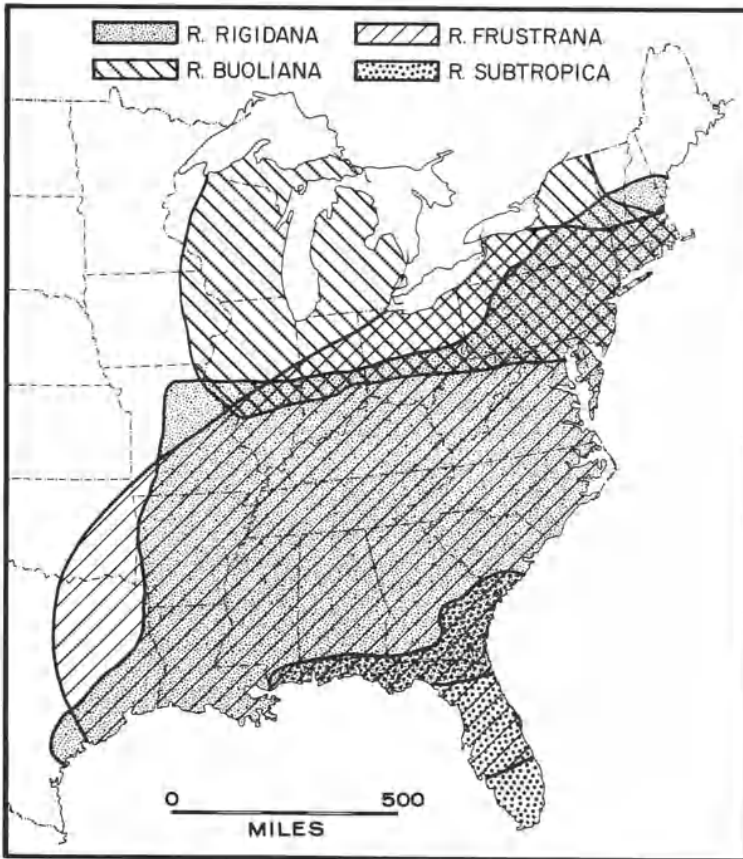 R. RIGIDANA
R. FRUSTRANA
R. BUOLIANA
R. SUBTROPICA
0 500
MILES